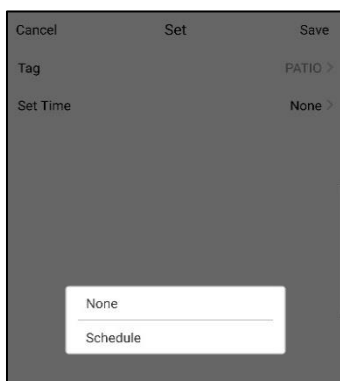 Cancel Set Save
Tag PATIO >
Set Time None >
None
Schedule